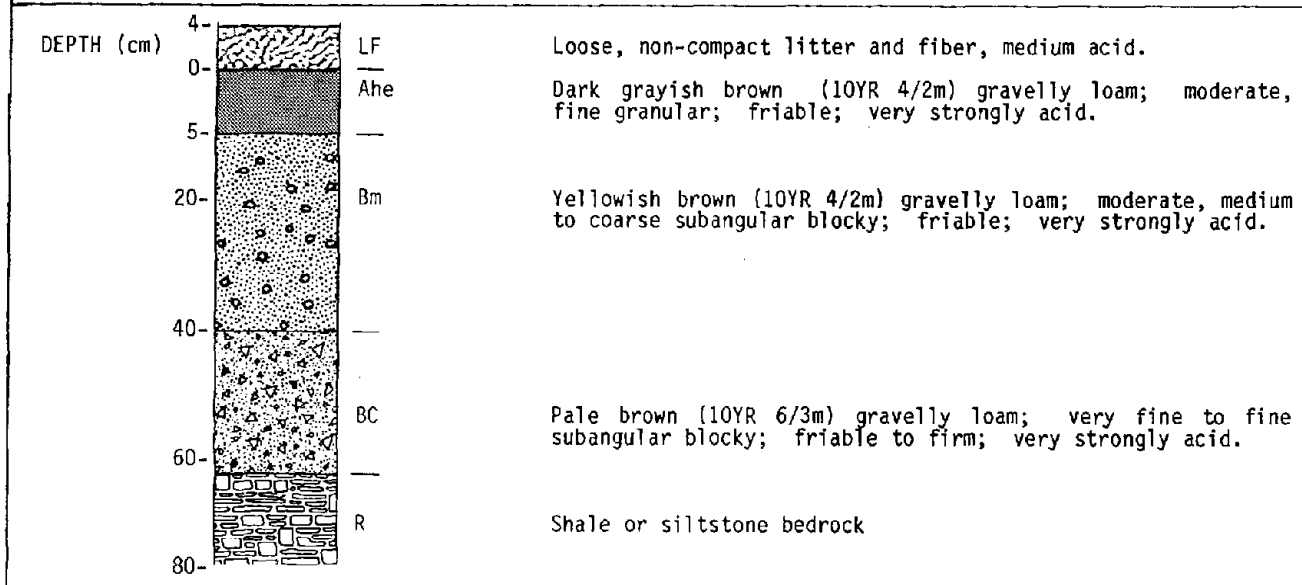 4-
DEPTH (cm)
LF
Loose, non-compact litter and fiber, medium acid.
0-
Ahe
Dark grayish brown (10YR 4/2m) gravelly loam; moderate,
fine granular; friable; very strongly acid.
5-
20-
Bm
Yellowish brown (10YR 4/2m) gravelly loam; moderate, medium
to coarse subangular blocky; friable; very strongly acid.
40-
BC
Pale brown (10YR 6/3m) gravelly loam; very fine to fine
subangular blocky; friable to firm; very strongly acid.
60-
R
Shale or siltstone bedrock
80-